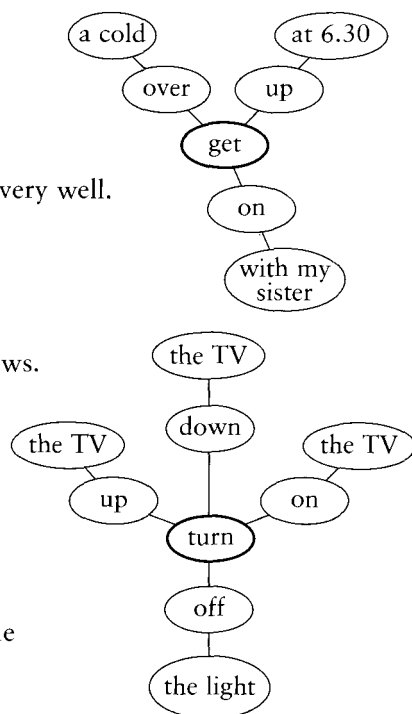 a cold
at 6.30
over
up
get
very well.
on
with my
sister
the TV
ws.
down
the TV
the TV
up
on
turn
off
le
the light